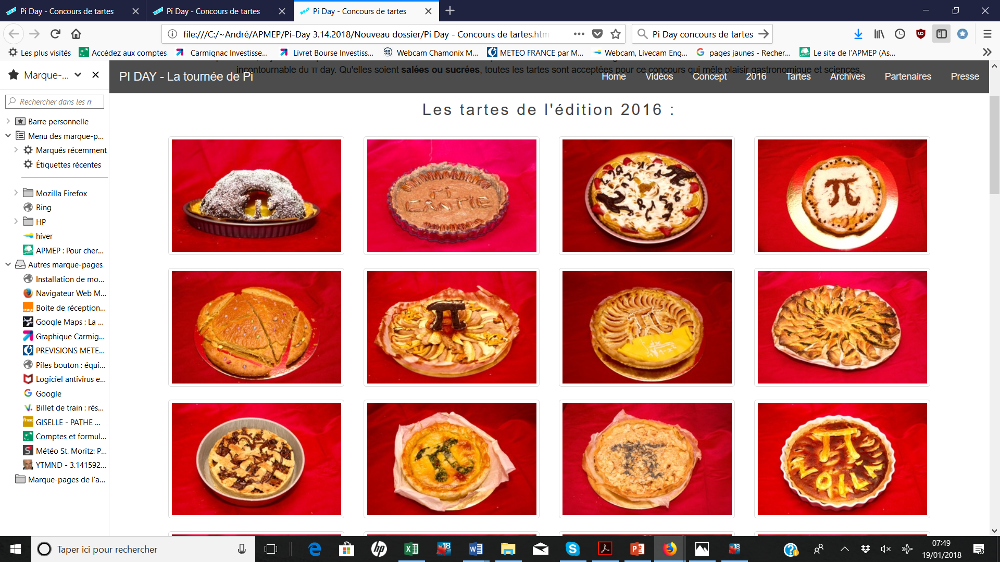 Pi Day - Concours de tartes
Pi Day - Concours de tartes
Pi Day - Concours de tartes
file:///C:/~André/APMEP/Pi-Day 3.14.2018/Nouveau dossier/Pi Day - Concours de tartes.htm
Pi Day concours de tartes
Les plus visités
Accédez aux comptes
Carmignac Investisse...
Livret Bourse Investiss...
Webcam Chamonix M...
METEO FRANCE par M...
Webcam, Livecam Eng...
pages jaunes - Recher...
Le site de l'APMEP (As...
Marque-...
Rechercher dans les m
Barre personnelle
Menu des marque-p...
Marqués récemment
Étiquettes récentes
Mozilla Firefox
Bing
HP
hiver
APMEP : Pour cher...
Autres marque-pages
Installation de mo...
Navigateur Web M...
Boite de réception...
Google Maps : La ...
Graphique Carmig...
PREVISIONS METE...
Piles bouton : équi...
Logiciel antivirus e...
Google
Billet de train : rés...
GISELLE - PATHE ...
Comptes et formul...
Météo St. Moritz: P...
YTMND - 3.141592...
Marque-pages de l'a...
incontournable du π day. Qu'elles soient salées ou sucrées, toutes les tartes sont acceptées pour ce concours qui mêle plaisir gastronomique et sciences.
PI DAY - La tournée de Pi
Home
Vidéos
Concept
2016
Tartes
Archives
Partenaires
Presse
Les tartes de l'édition 2016 :
PI
CANTIE
π
π
π
π
π
π
ZOILA
Taper ici pour rechercher
07:49
19/01/2018